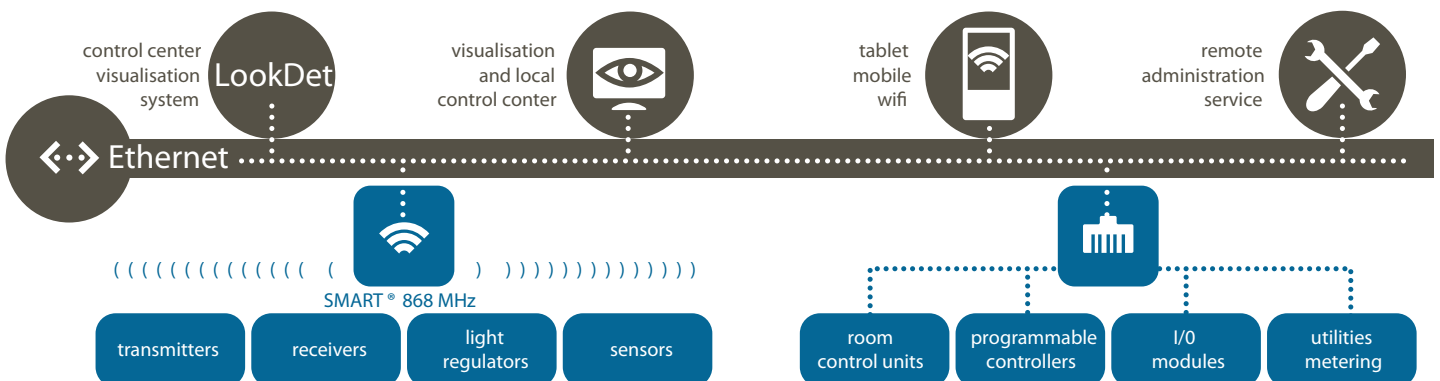 control center
visualisation
system
LookDet
visualisation
and local
control center
tablet
mobile
wifi
remote
administration
service
Ethernet
SMART ® 868 MHz
transmitters
receivers
light
regulators
sensors
room
control units
programmable
controllers
I/0
modules
utilities
metering